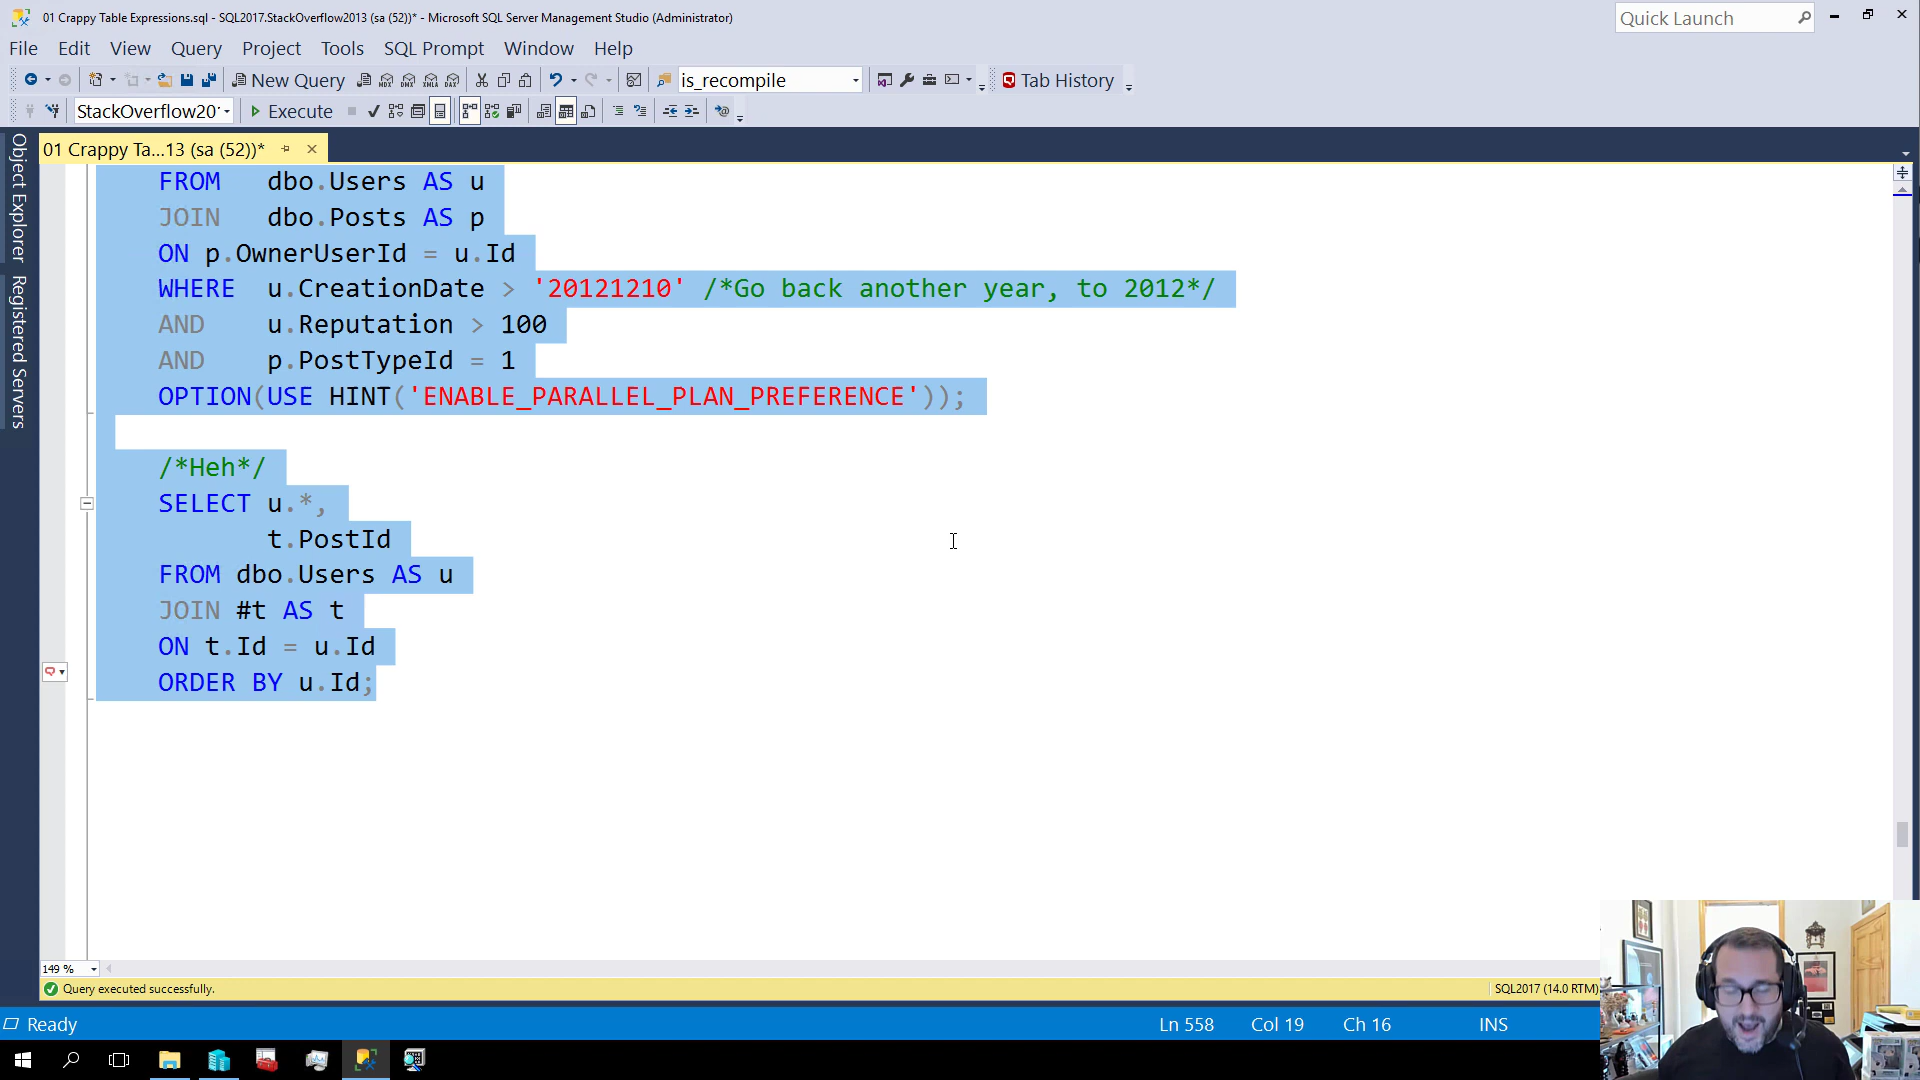 01 Crappy Table Expressions.sql - SQL2017.StackOverflow2013 (sa (52))* - Microsoft SQL Server Management Studio (Administrator)
Quick Launch
File Edit View Query Project Tools SQL Prompt Window Help
New Query is_recompile Tab History
StackOverflow20 Execute
01 Crappy Ta...13 (sa (52))*
Object Explorer
Registered Servers
FROM dbo.Users AS u
JOIN dbo.Posts AS p
ON p.OwnerUserId = u.Id
WHERE u.CreationDate > '20121210' /*Go back another year, to 2012*/
AND u.Reputation > 100
AND p.PostTypeId = 1
OPTION(USE HINT('ENABLE_PARALLEL_PLAN_PREFERENCE'));
/*Heh*/
SELECT u.*,
t.PostId
FROM dbo.Users AS u
JOIN #t AS t
ON t.Id = u.Id
ORDER BY u.Id;
149 %
Query executed successfully. SQL2017 (14.0 RTM)
Ready Ln 558 Col 19 Ch 16 INS